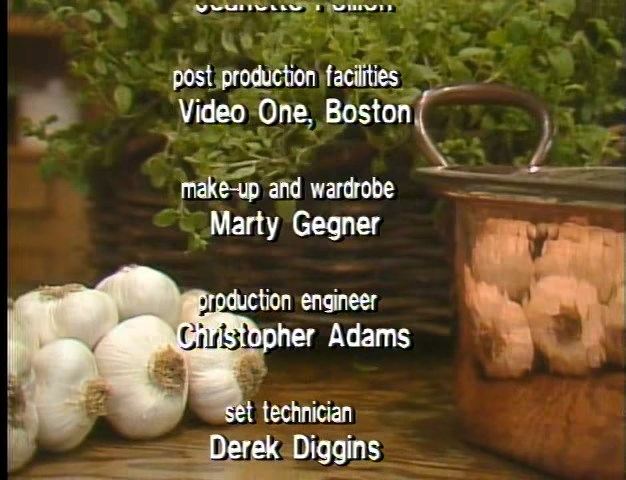 post production facilities
Video One, Boston
make-up and wardrobe
Marty Gegner
production engineer
Christopher Adams
set technician
Derek Diggins